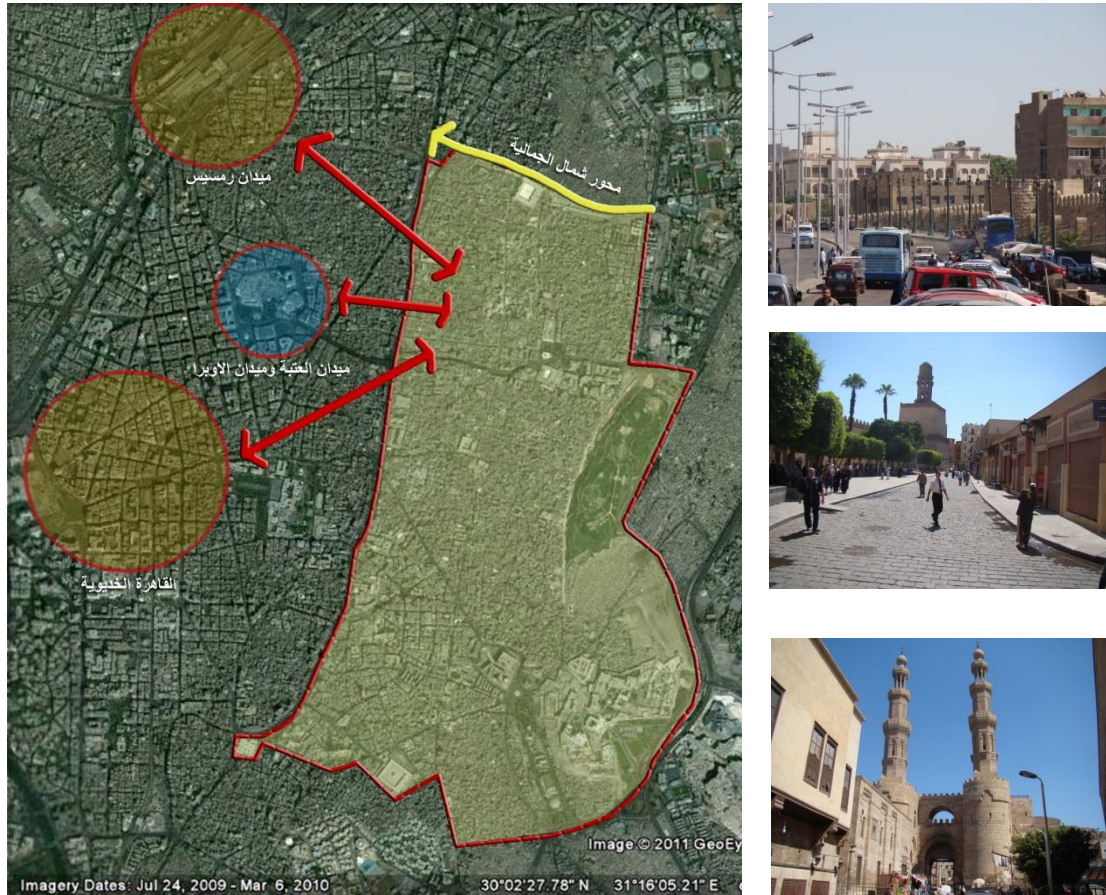 محور شمال الجمالية
ميدان رمسيس
ميدان العتبة وميدان الاوبرا
القاهرة الخديوية
Image © 2011 GeoEy
Imagery Dates: Jul 24, 2009 - Mar 6, 2010
30°02'27.78" N 31°16'05.21" E